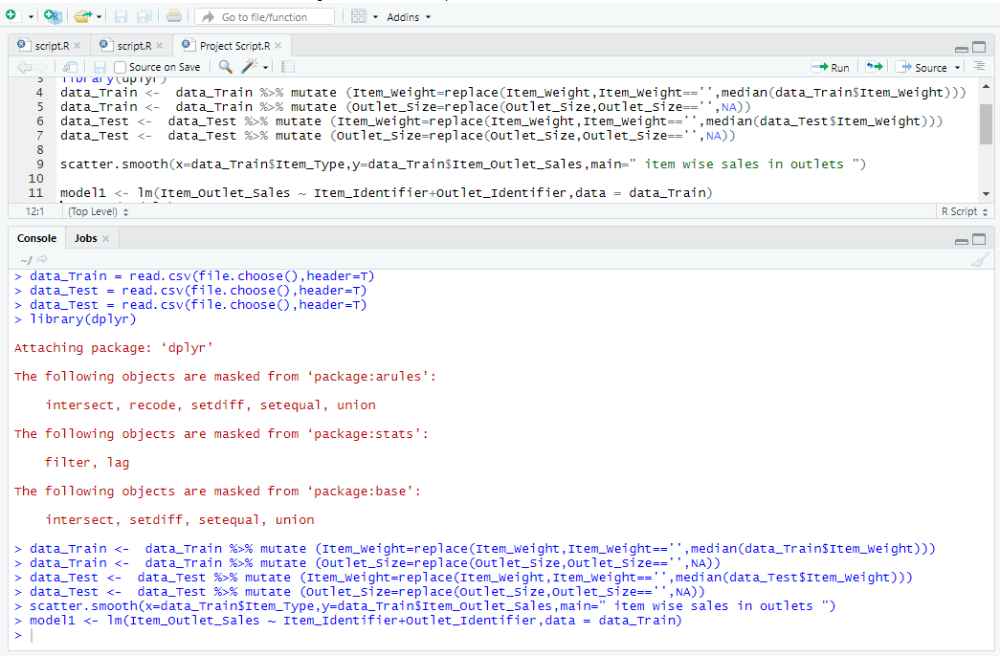 Go to file/function
Addins
script.R
script.R
Project Script.R
Source on Save
Run
Source
3 library(dplyr)
4 data_Train <-  data_Train %>% mutate (Item_Weight=replace(Item_Weight,Item_Weight=='',median(data_Train$Item_Weight)))
5 data_Train <-  data_Train %>% mutate (Outlet_Size=replace(Outlet_Size,Outlet_Size=='',NA))
6 data_Test <-  data_Test %>% mutate (Item_Weight=replace(Item_Weight,Item_Weight=='',median(data_Test$Item_Weight)))
7 data_Test <-  data_Test %>% mutate (Outlet_Size=replace(Outlet_Size,Outlet_Size=='',NA))
8
9 scatter.smooth(x=data_Train$Item_Type,y=data_Train$Item_Outlet_Sales,main=" item wise sales in outlets ")
10
11 model1 <- lm(Item_Outlet_Sales ~ Item_Identifier+Outlet_Identifier,data = data_Train)
12:1 (Top Level) R Script
Console Jobs
~/
> data_Train = read.csv(file.choose(),header=T)
> data_Test = read.csv(file.choose(),header=T)
> data_Test = read.csv(file.choose(),header=T)
> library(dplyr)
Attaching package: ‘dplyr’
The following objects are masked from ‘package:arules’:
intersect, recode, setdiff, setequal, union
The following objects are masked from ‘package:stats’:
filter, lag
The following objects are masked from ‘package:base’:
intersect, setdiff, setequal, union
> data_Train <-  data_Train %>% mutate (Item_Weight=replace(Item_Weight,Item_Weight=='',median(data_Train$Item_Weight)))
> data_Train <-  data_Train %>% mutate (Outlet_Size=replace(Outlet_Size,Outlet_Size=='',NA))
> data_Test <-  data_Test %>% mutate (Item_Weight=replace(Item_Weight,Item_Weight=='',median(data_Test$Item_Weight)))
> data_Test <-  data_Test %>% mutate (Outlet_Size=replace(Outlet_Size,Outlet_Size=='',NA))
> scatter.smooth(x=data_Train$Item_Type,y=data_Train$Item_Outlet_Sales,main=" item wise sales in outlets ")
> model1 <- lm(Item_Outlet_Sales ~ Item_Identifier+Outlet_Identifier,data = data_Train)
>